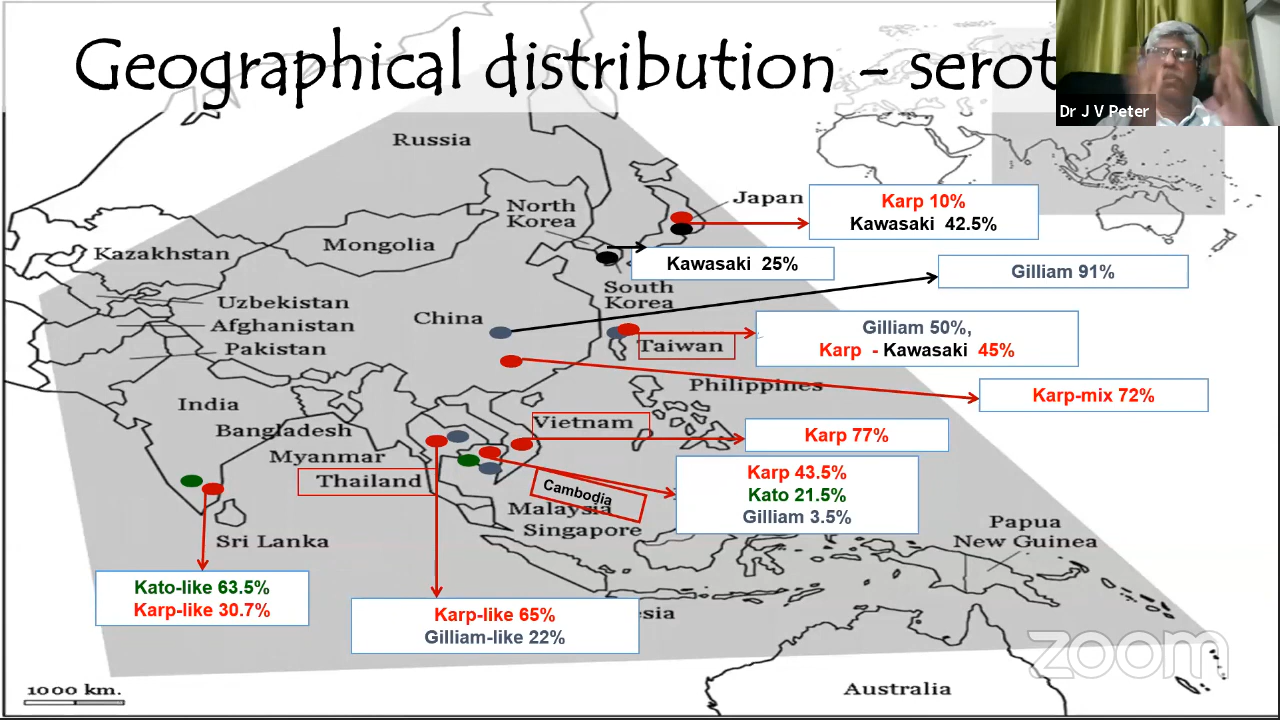 Geographical distribution - serot
Dr J V Peter
Russia
Japan
Karp 10%
Kawasaki 42.5%
North
Korea
Mongolia
Kazakhstan
Kawasaki 25%
Gilliam 91%
South
Korea
Uzbekistan
China
Afghanistan
Gilliam 50%,
Karp - Kawasaki 45%
Taiwan
Pakistan
Philippines
Karp-mix 72%
India
Vietnam
Bangladesh
Karp 77%
Myanmar
Thailand
Karp 43.5%
Kato 21.5%
Gilliam 3.5%
Cambodia
Malaysia
Singapore
Papua
New Guinea
Sri Lanka
Kato-like 63.5%
Karp-like 30.7%
Karp-like 65%
Gilliam-like 22%
esia
zoom
1000 km.
Australia